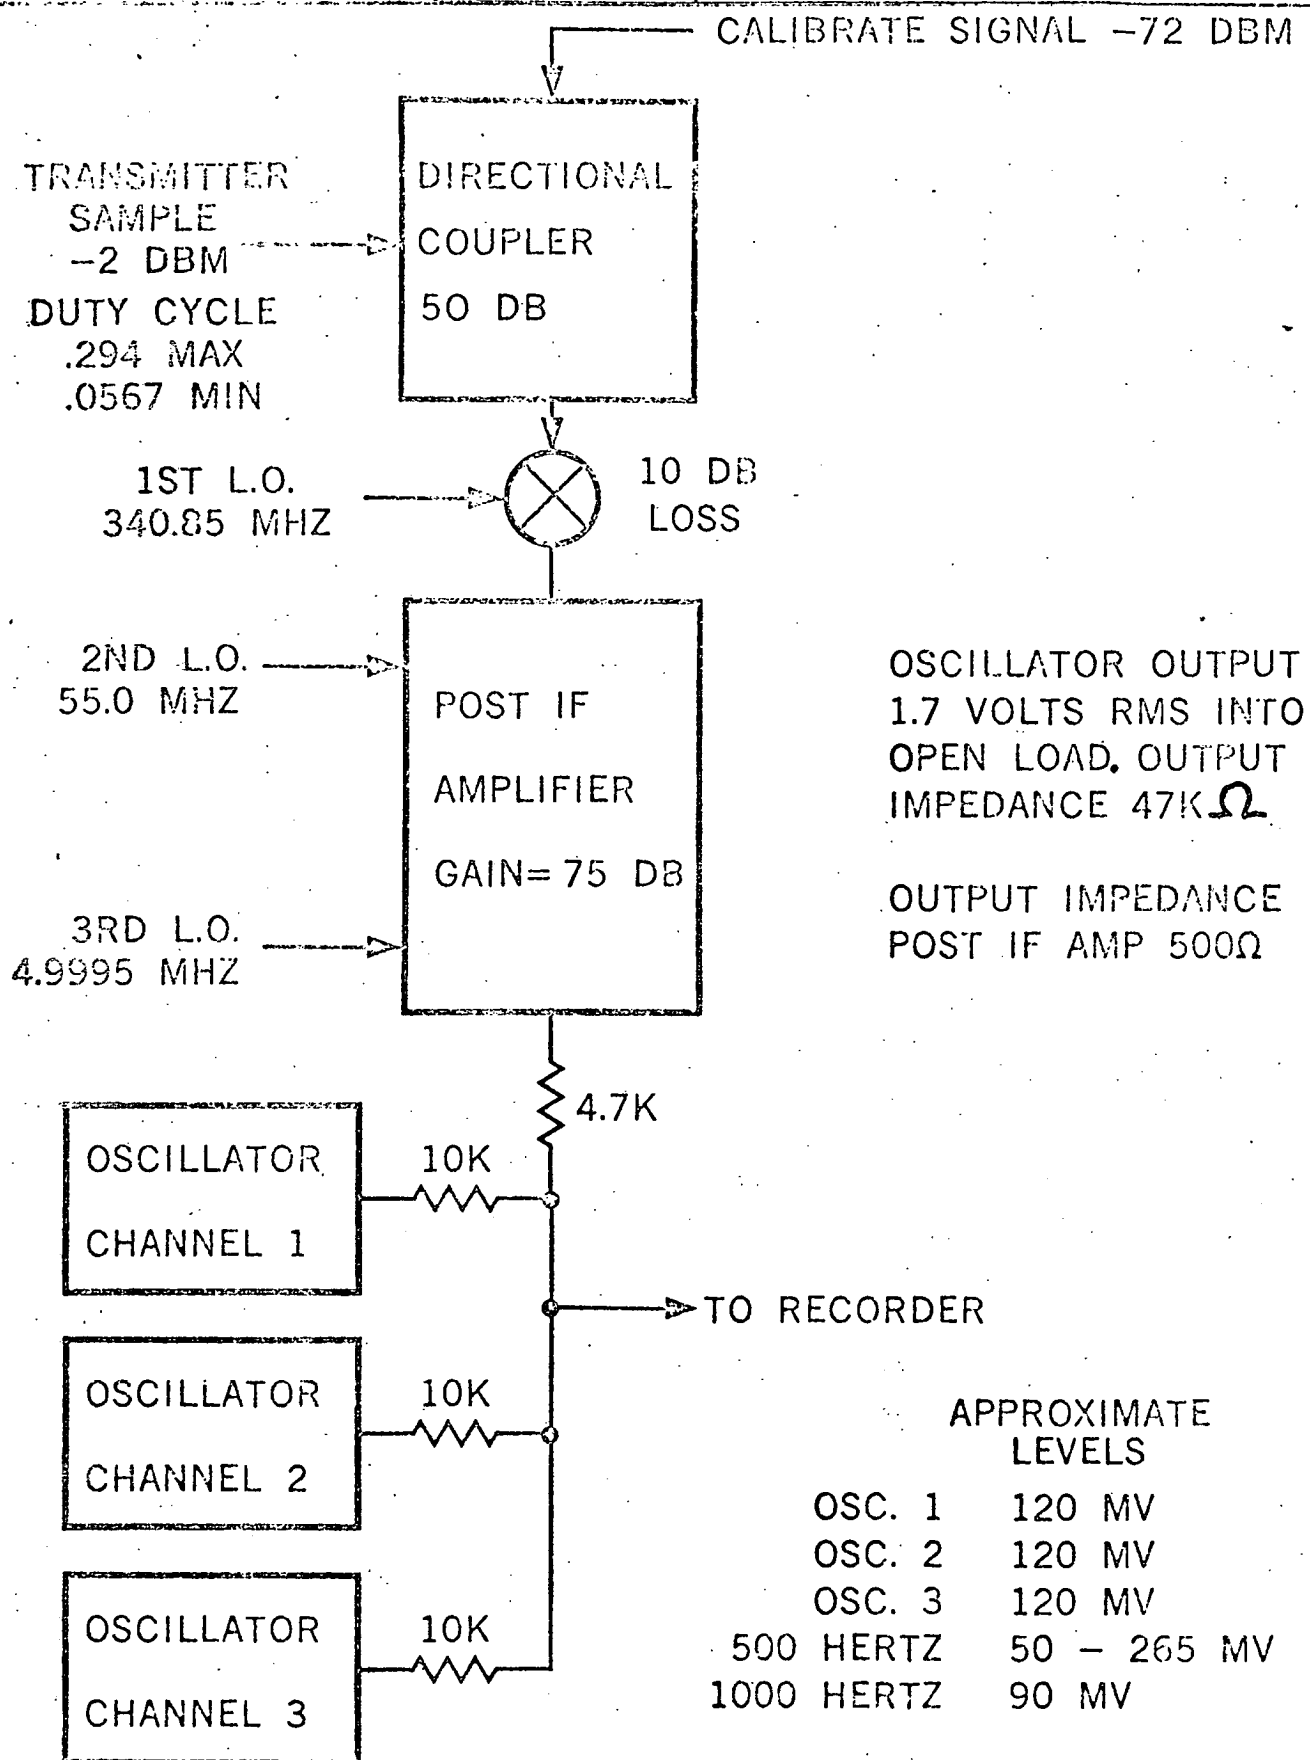 CALIBRATE SIGNAL -72 DBM
TRANSMITTER
SAMPLE
-2 DBM
DUTY CYCLE
.294 MAX
.0567 MIN
DIRECTIONAL
COUPLER
50 DB
1ST L.O.
340.85 MHZ
10 DB
LOSS
2ND L.O.
55.0 MHZ
POST IF
AMPLIFIER
GAIN= 75 DB
3RD L.O.
4.9995 MHZ
OSCILLATOR OUTPUT
1.7 VOLTS RMS INTO
OPEN LOAD. OUTPUT
IMPEDANCE 47KΩ
OUTPUT IMPEDANCE
POST IF AMP 500Ω
4.7K
OSCILLATOR
CHANNEL 1
10K
TO RECORDER
OSCILLATOR
CHANNEL 2
10K
OSCILLATOR
CHANNEL 3
10K
APPROXIMATE
LEVELS
OSC. 1 120 MV
OSC. 2 120 MV
OSC. 3 120 MV
500 HERTZ 50 - 265 MV
1000 HERTZ 90 MV